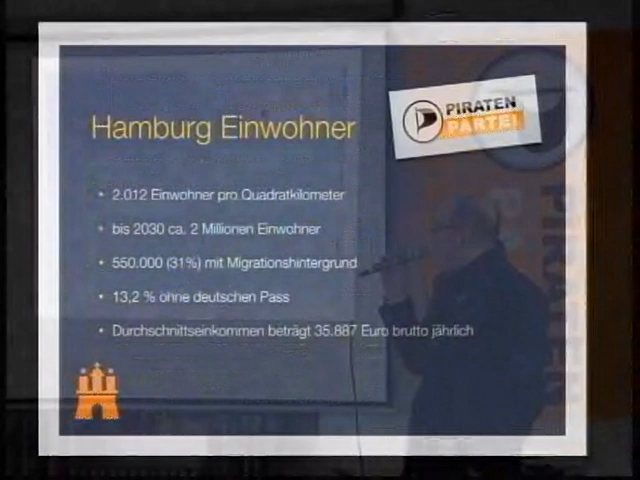 Hamburg Einwohner
PIRATEN
PARTEI
• 2.012 Einwohner pro Quadratkilometer
• bis 2030 ca. 2 Millionen Einwohner
• 550.000 (31%) mit Migrationshintergrund
• 13,2 % ohne deutschen Pass
• Durchschnittseinkommen beträgt 35.887 Euro brutto jährlich
PIRATEN